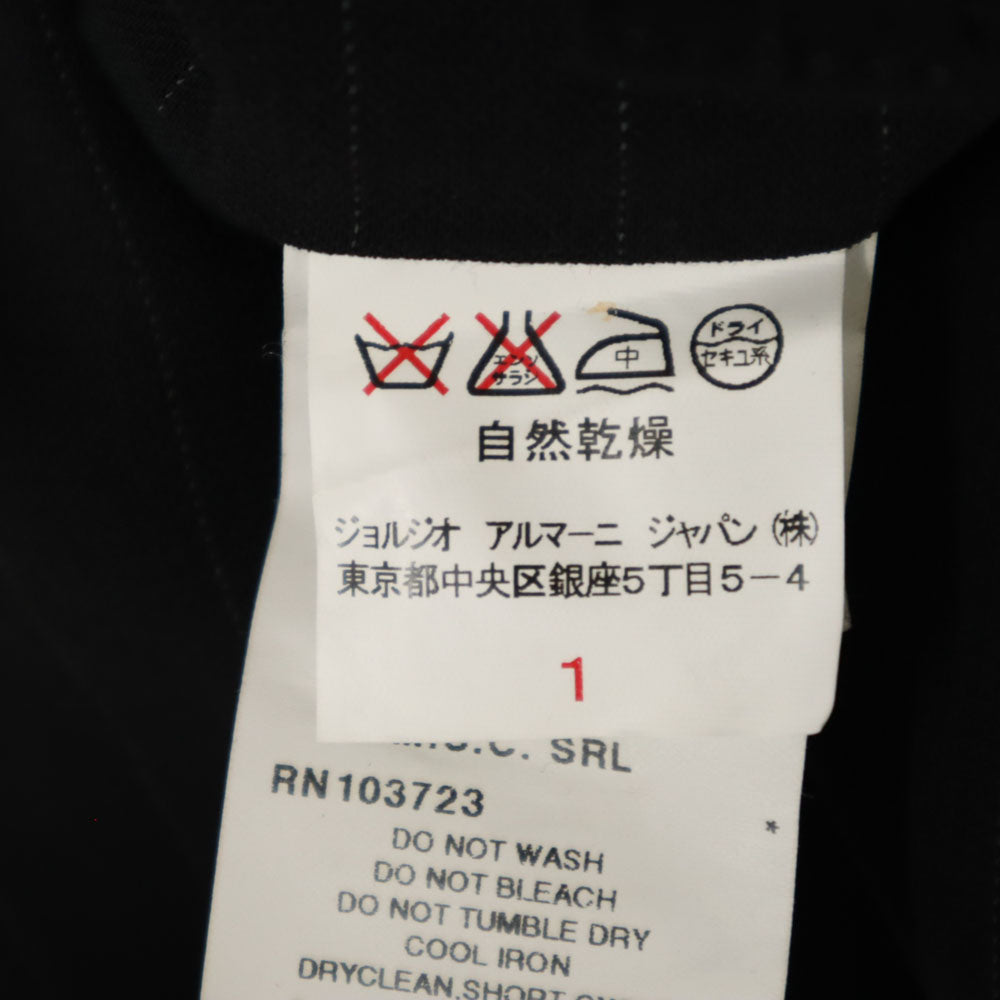 エンソ
サラシ
中
ドライ
セキユ系
自然乾燥
ジョルジオ アルマーニ ジャパン(株)
東京都中央区銀座5丁目5-4
1
SRL
RN103723
*
DO NOT WASH
DO NOT BLEACH
DO NOT TUMBLE DRY
COOL IRON
DRYCLEAN,SHORT